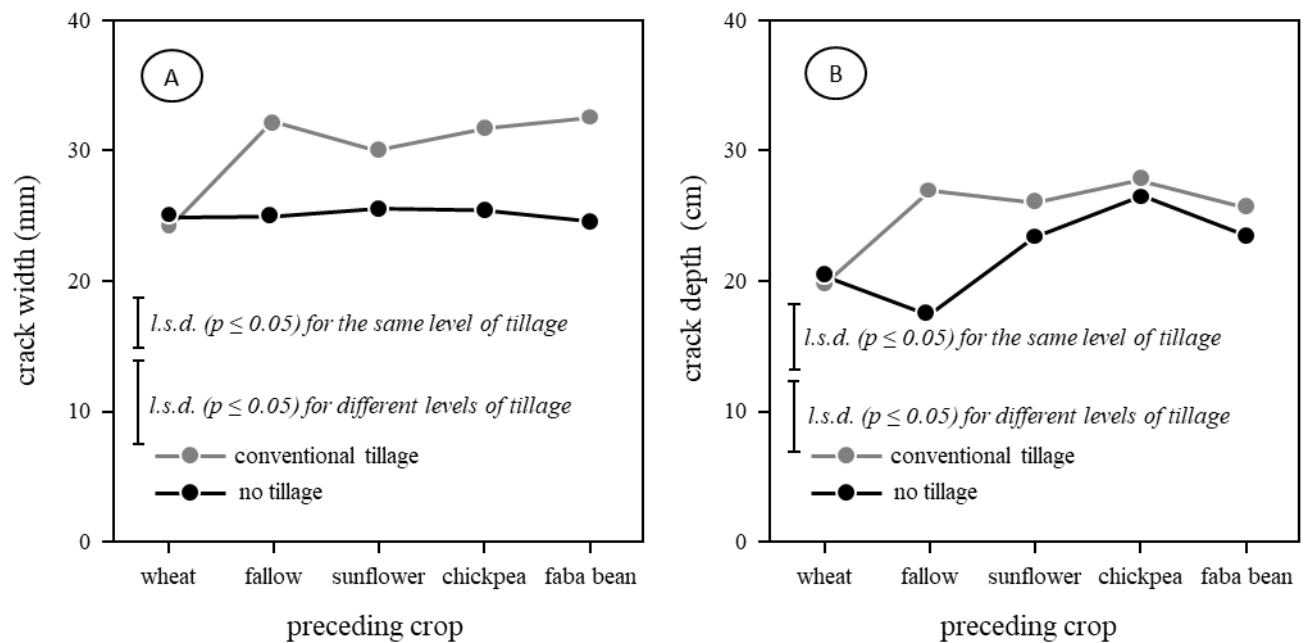 40
30
20
10
0
crack width (mm)
A
l.s.d. (p ≤ 0.05) for the same level of tillage
l.s.d. (p ≤ 0.05) for different levels of tillage
conventional tillage
no tillage
wheat fallow sunflower chickpea faba bean
preceding crop
40
30
20
10
0
crack depth (cm)
B
l.s.d. (p ≤ 0.05) for the same level of tillage
l.s.d. (p ≤ 0.05) for different levels of tillage
conventional tillage
no tillage
wheat fallow sunflower chickpea faba bean
preceding crop